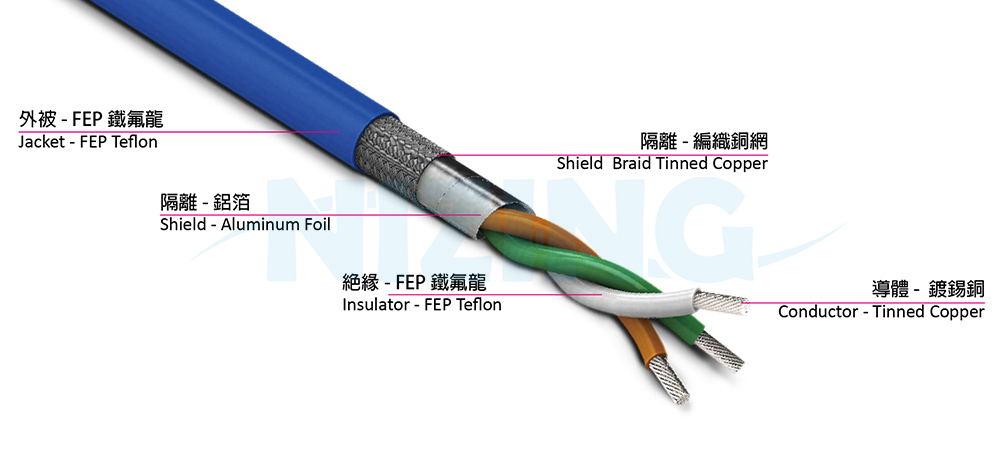 外被 - FEP 鐵氟龍
Jacket - FEP Teflon
隔離 - 編織銅網
Shield Braid Tinned Copper
隔離 - 鋁箔
Shield - Aluminum Foil
NIZING
絕緣 - FEP 鐵氟龍
Insulator - FEP Teflon
導體 - 鍍錫銅
Conductor - Tinned Copper